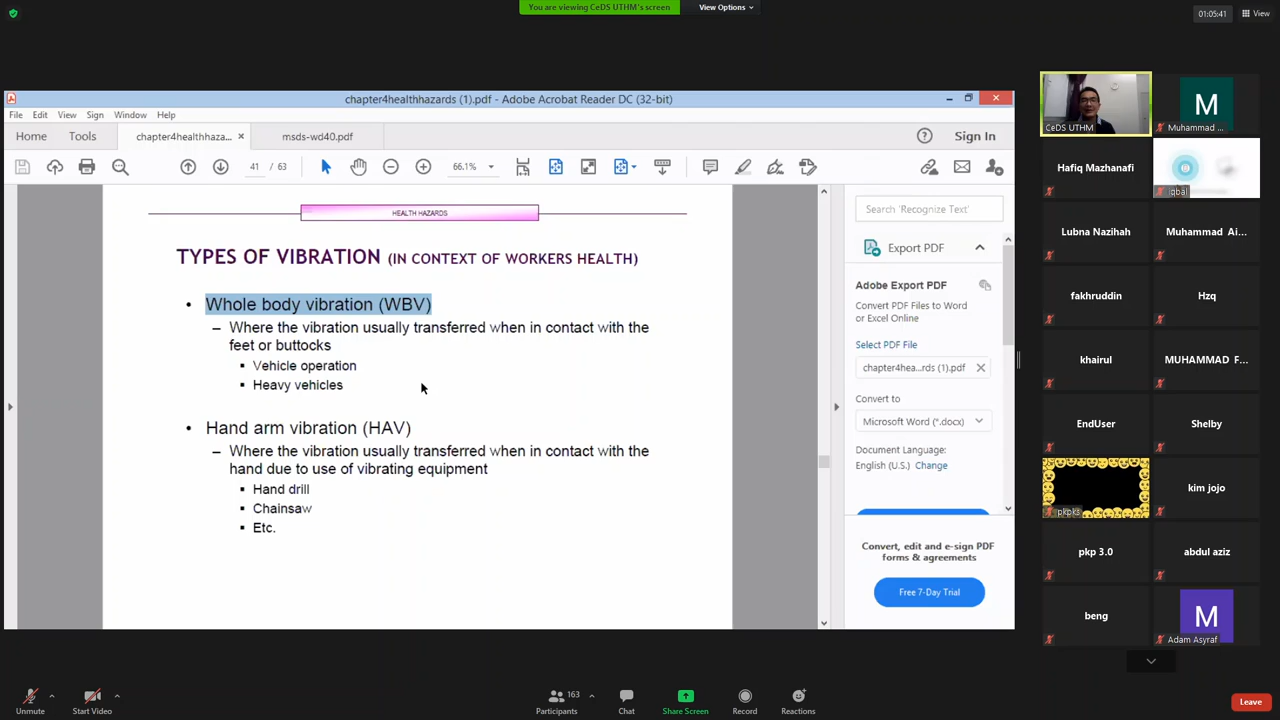 You are viewing CeDS UTHM's screen
View Options
01:05:41
View
chapter4healthhazards (1).pdf - Adobe Acrobat Reader DC (32-bit)
File Edit View Sign Window Help
Home Tools chapter4healthhaza... msds-wd40.pdf Sign In
41 / 63 66.1%
HEALTH HAZARDS
TYPES OF VIBRATION (IN CONTEXT OF WORKERS HEALTH)
• Whole body vibration (WBV)
– Where the vibration usually transferred when in contact with the
feet or buttocks
▪ Vehicle operation
▪ Heavy vehicles
• Hand arm vibration (HAV)
– Where the vibration usually transferred when in contact with the
hand due to use of vibrating equipment
▪ Hand drill
▪ Chainsaw
▪ Etc.
Search 'Recognize Text'
Export PDF
Adobe Export PDF
Convert PDF Files to Word
or Excel Online
Select PDF File
chapter4hea...rds (1).pdf
Convert to
Microsoft Word (*.docx)
Document Language:
English (U.S.) Change
Convert, edit and e-sign PDF
forms & agreements
Free 7-Day Trial
CeDS UTHM
M
Muhammad ...
Hafiq Mazhanafi
iqbal
Lubna Nazihah
Muhammad Ai...
fakhruddin
Hzq
khairul
MUHAMMAD F...
EndUser
Shelby
pkpks
kim jojo
pkp 3.0
abdul aziz
beng
M
Adam Asyraf
Unmute
Start Video
163
Participants
Chat
Share Screen
Record
Reactions
Leave